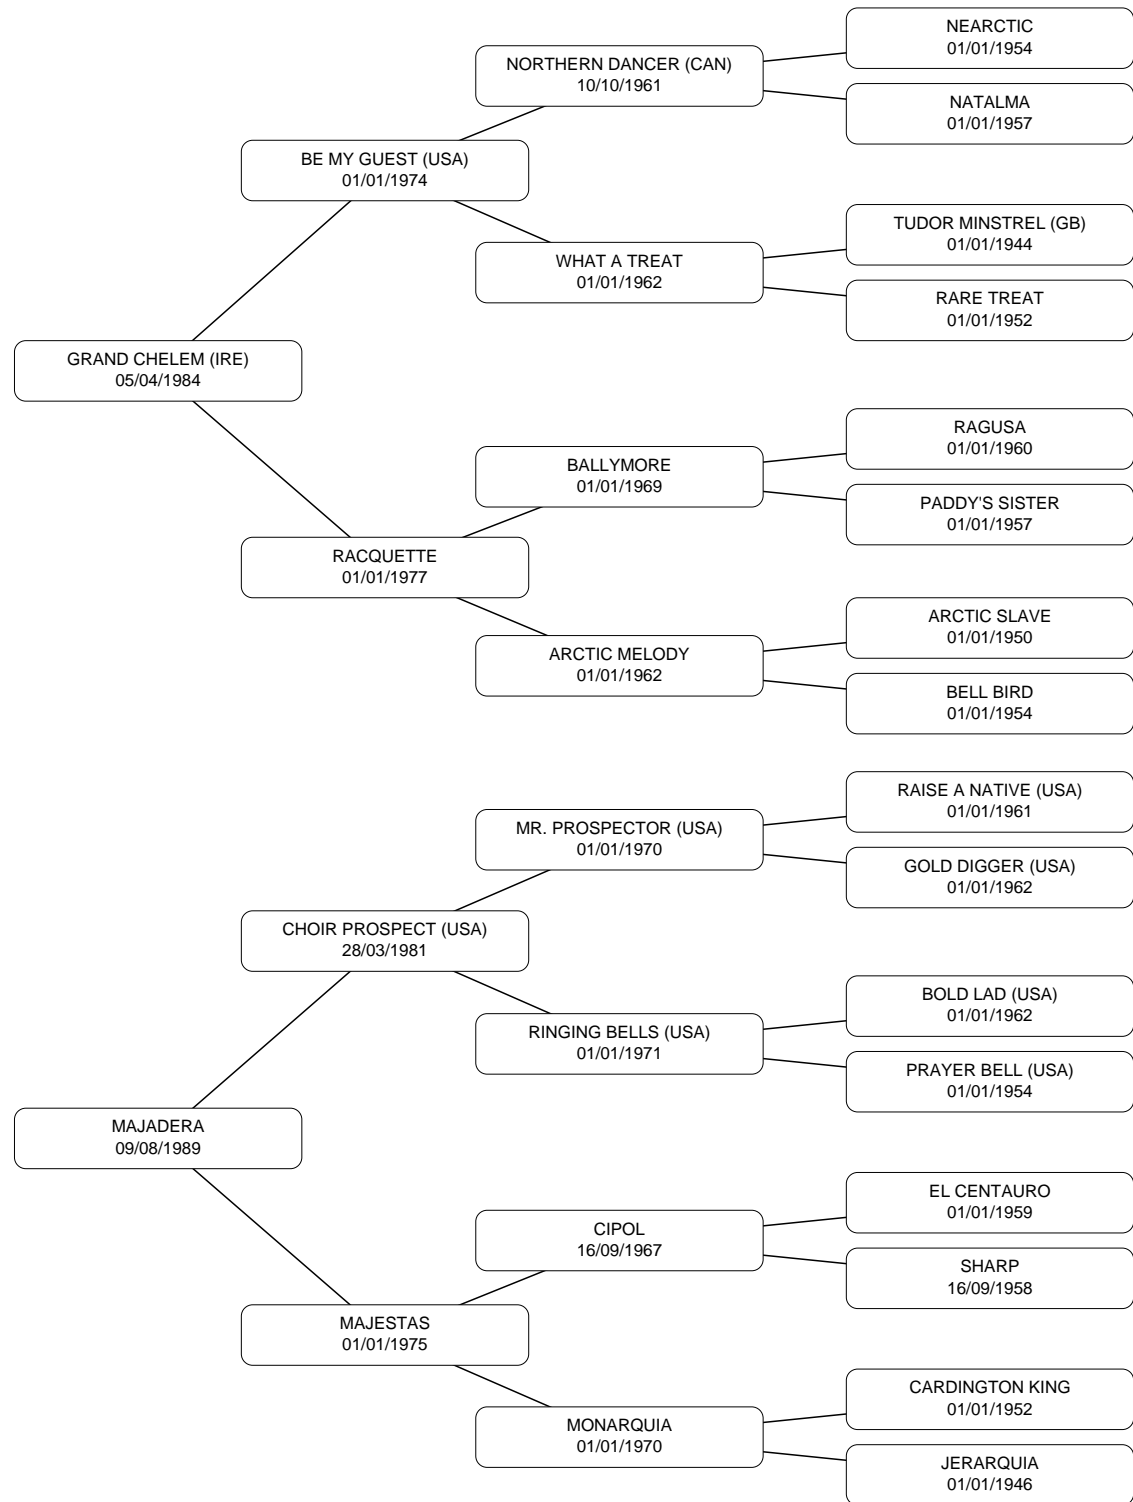 NEARCTIC
01/01/1954
NORTHERN DANCER (CAN)
10/10/1961
NATALMA
01/01/1957
BE MY GUEST (USA)
01/01/1974
TUDOR MINSTREL (GB)
01/01/1944
WHAT A TREAT
01/01/1962
RARE TREAT
01/01/1952
GRAND CHELEM (IRE)
05/04/1984
RAGUSA
01/01/1960
BALLYMORE
01/01/1969
PADDY'S SISTER
01/01/1957
RACQUETTE
01/01/1977
ARCTIC SLAVE
01/01/1950
ARCTIC MELODY
01/01/1962
BELL BIRD
01/01/1954
RAISE A NATIVE (USA)
01/01/1961
MR. PROSPECTOR (USA)
01/01/1970
GOLD DIGGER (USA)
01/01/1962
CHOIR PROSPECT (USA)
28/03/1981
BOLD LAD (USA)
01/01/1962
RINGING BELLS (USA)
01/01/1971
PRAYER BELL (USA)
01/01/1954
MAJADERA
09/08/1989
EL CENTAURO
01/01/1959
CIPOL
16/09/1967
SHARP
16/09/1958
MAJESTAS
01/01/1975
CARDINGTON KING
01/01/1952
MONARQUIA
01/01/1970
JERARQUIA
01/01/1946